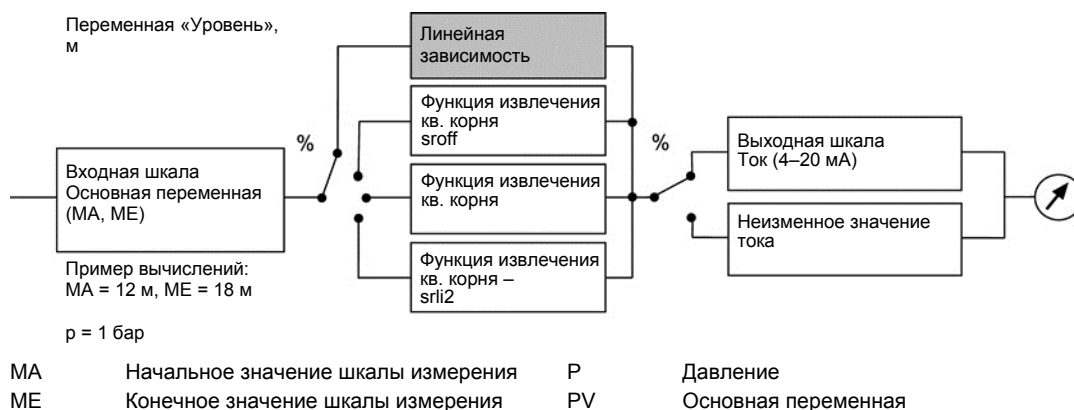 Переменная «Уровень»,
м
Линейная
зависимость
Функция извлечения
кв. корня
sroff
%
%
Входная шкала
Основная переменная
(MA, ME)
Функция извлечения
кв. корня
Выходная шкала
Ток (4–20 мА)
Неизменное значение
тока
Функция извлечения
кв. корня –
srli2
Пример вычислений:
MA = 12 м, ME = 18 м
p = 1 бар
MA Начальное значение шкалы измерения P Давление
ME Конечное значение шкалы измерения PV Основная переменная